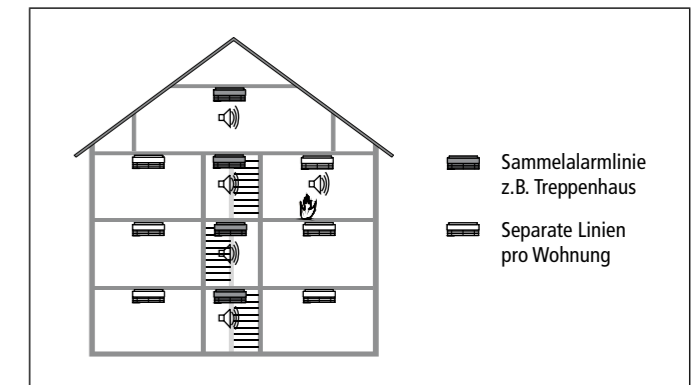 Sammelalarmlinie
z.B. Treppenhaus
Separate Linien
pro Wohnung